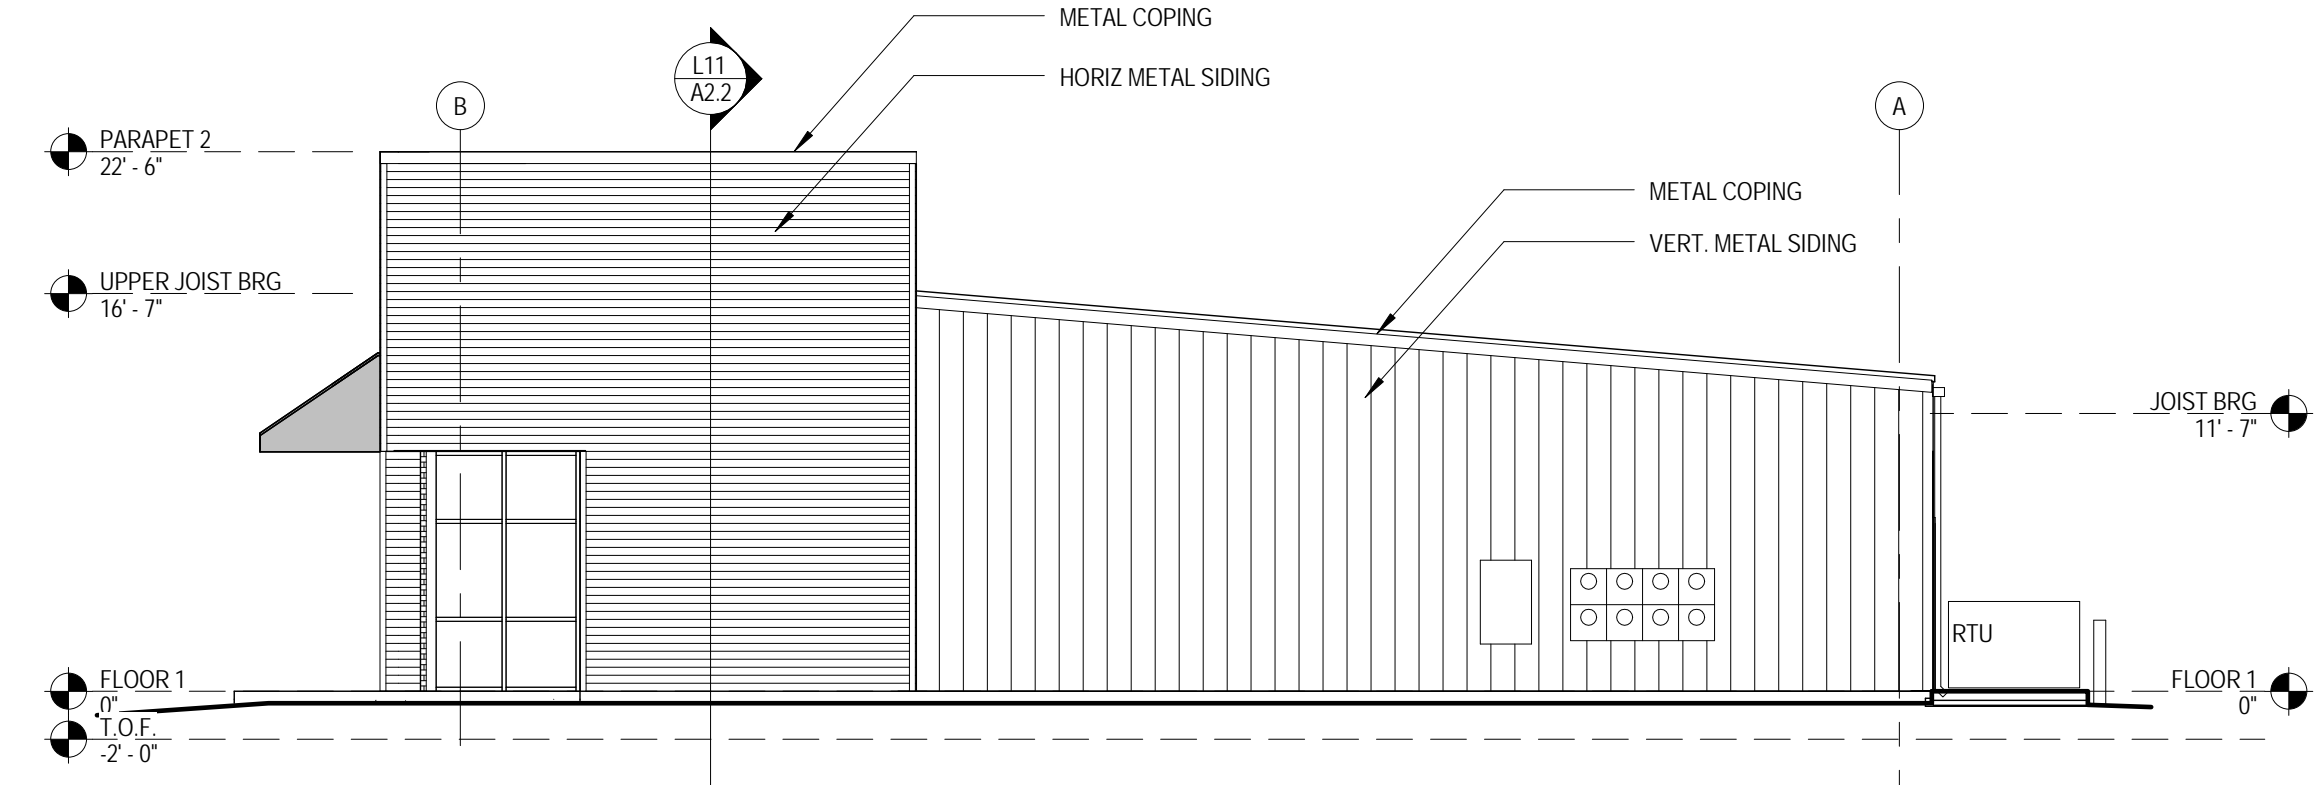 METAL COPING
HORIZ METAL SIDING
L11
A2.2
B
A
PARAPET 2
22' - 6"
METAL COPING
VERT. METAL SIDING
UPPER JOIST BRG
16' - 7"
JOIST BRG
11' - 7"
RTU
FLOOR 1
0"
FLOOR 1
0"
T.O.F.
-2' - 0"